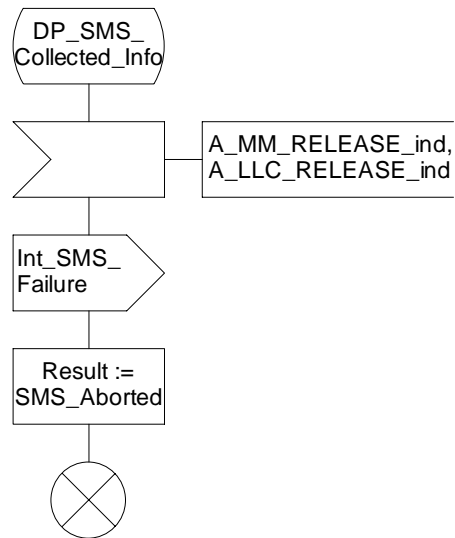 DP_SMS_
Collected_Info
A_MM_RELEASE_ind,
A_LLC_RELEASE_ind
Int_SMS_
Failure
Result :=
SMS_Aborted